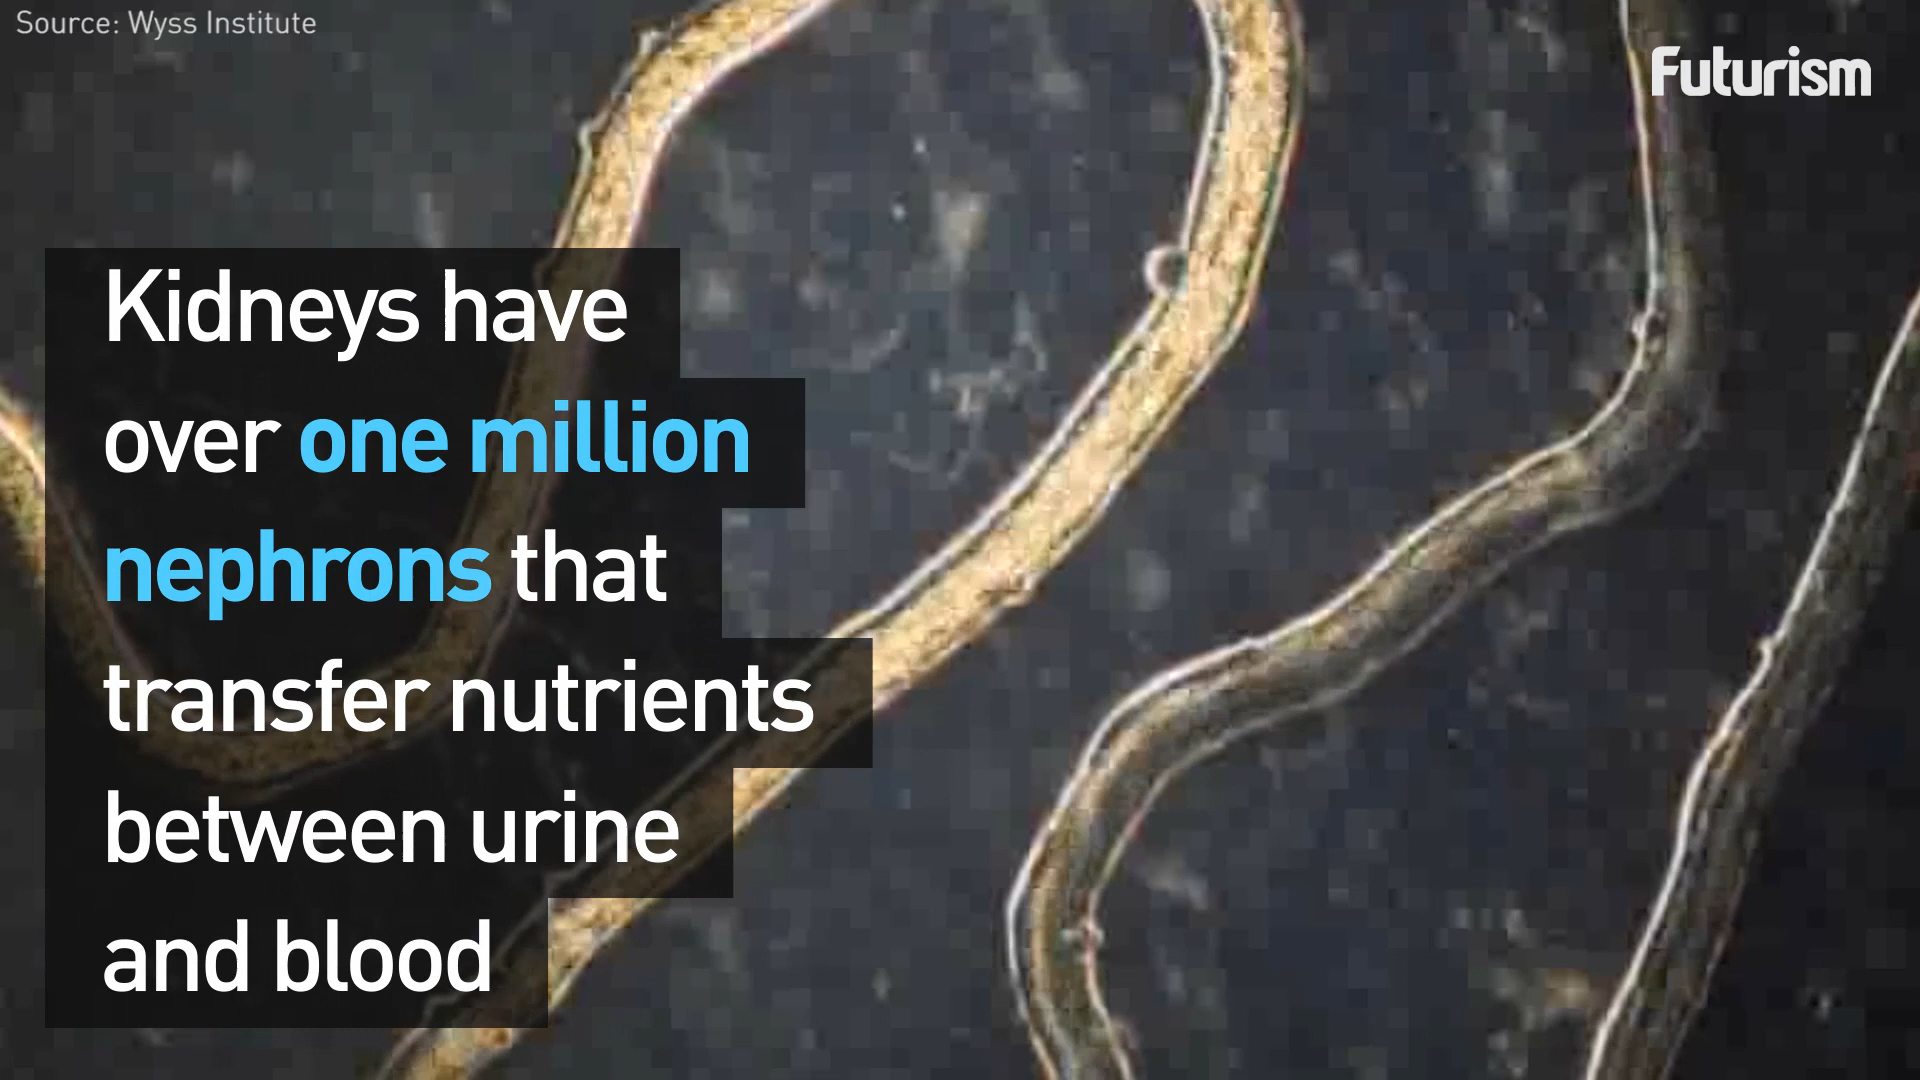 Source: Wyss Institute
Futurism
Kidneys have
over one million
nephrons that
transfer nutrients
between urine
and blood